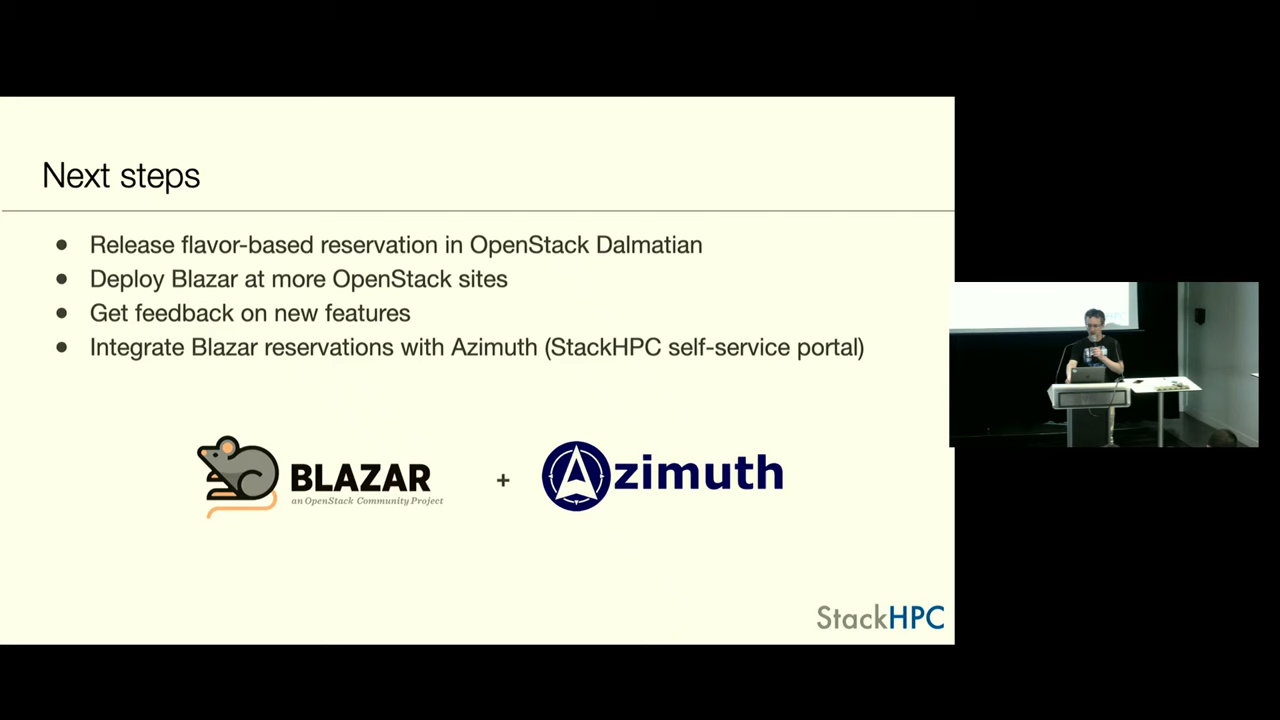 Next steps
Release flavor-based reservation in OpenStack Dalmatian
Deploy Blazar at more OpenStack sites
Get feedback on new features
Integrate Blazar reservations with Azimuth (StackHPC self-service portal)
BLAZAR
an OpenStack Community Project
+
Azimuth
StackHPC
HPC